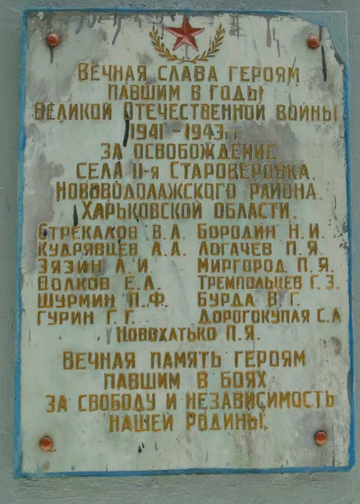 Вечная слава героям
павшим в годы
Великой Отечественной войны
1941-1943гг
за освобождение
села II-я Староверовка
Нововодолажского района.
Харьковской области.
Стрекалов В.А. Бородин Н.И.
Кудрявцев А.А. Логачев П.Я.
Зязин А.И. Миргород П.Я.
Волков Е.А. Тремпольцев Г.З.
Шурмин П.Ф. Бурда В.Г.
Гурин Г.Г. Дорогокупля С.Л
Новохатько П.Я.
Вечная память героям
павшим в боях
за свободу и независимость
нашей Родины.